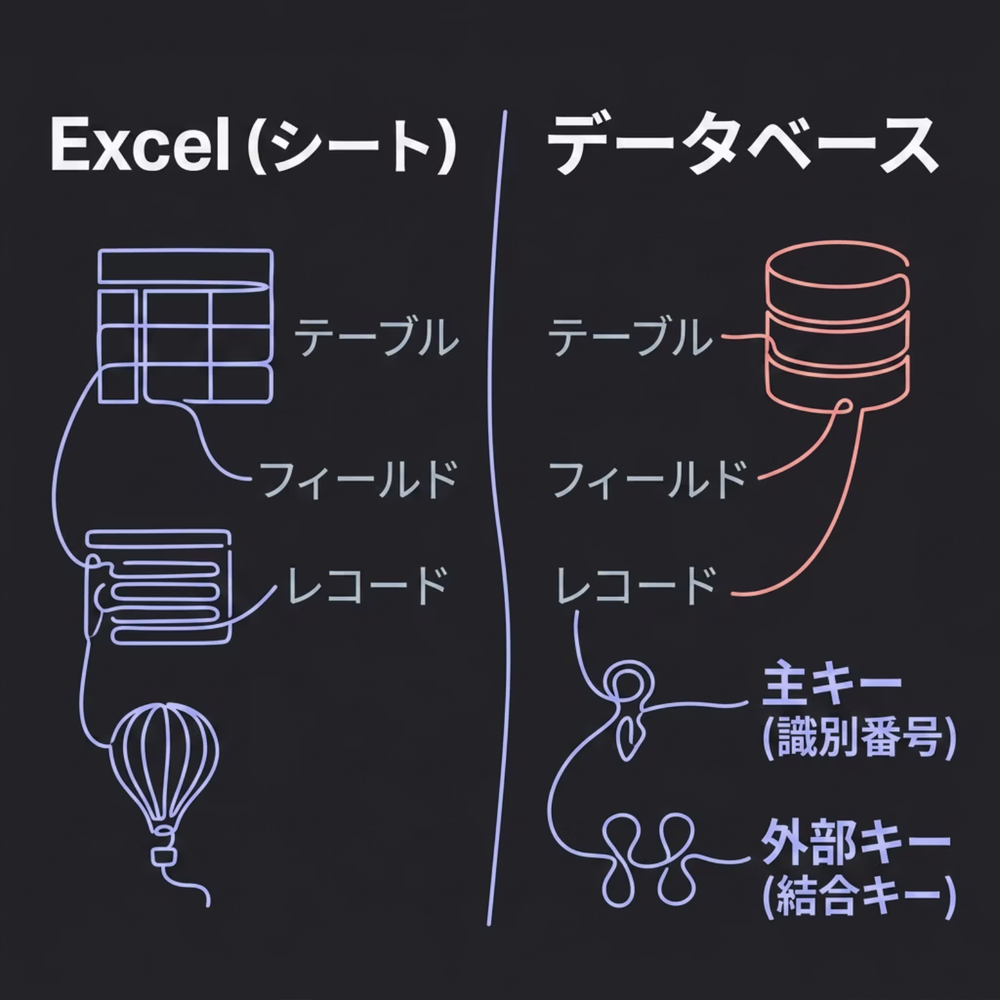 Excel (シート)
テーブル
フィールド
レコード
データベース
テーブル
フィールド
レコード
主キー
(識別番号)
外部キー
(結合キー)